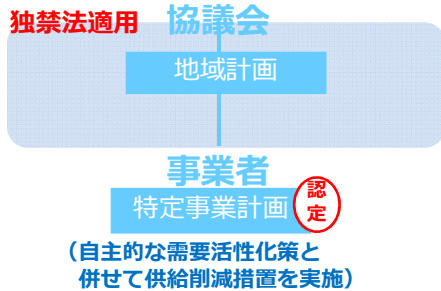 独禁法適用
協議会
地域計画
事業者
特定事業計画
認定
（自主的な需要活性化策と
併せて供給削減措置を実施）